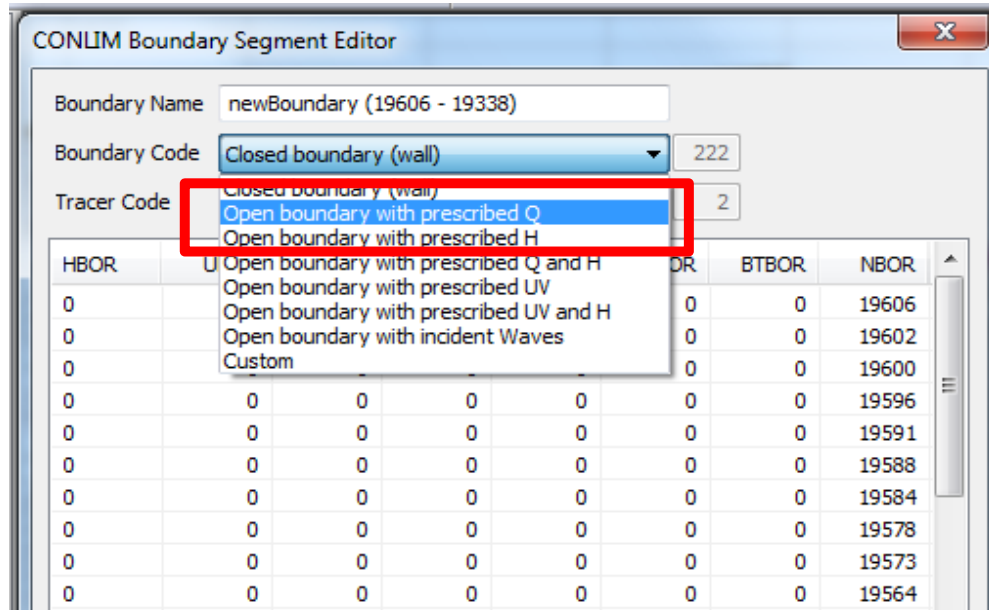 CONLIM Boundary Segment Editor
Boundary Name newBoundary (19606 - 19338)
Boundary Code Closed boundary (wall) 222
Closed boundary (wall)
Tracer Code Open boundary with prescribed Q 2
Open boundary with prescribed H
HBOR U Open boundary with prescribed Q and H OR BTBOR NBOR
Open boundary with prescribed UV
0 0 0 19606
Open boundary with prescribed UV and H
0 Open boundary with incident Waves 0 0 19602
0 Custom 0 0 19600
0 0 0 0 0 0 19596
0 0 0 0 0 0 19591
0 0 0 0 0 0 19588
0 0 0 0 0 0 19584
0 0 0 0 0 0 19578
0 0 0 0 0 0 19573
0 0 0 0 0 0 19564